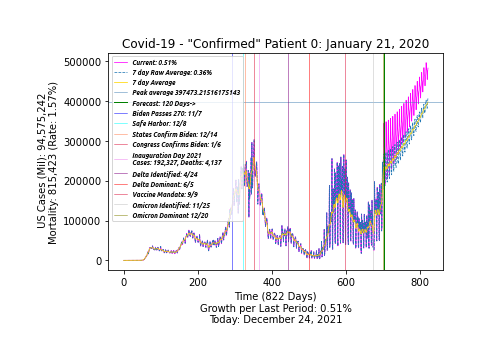 Covid-19 - "Confirmed" Patient 0: January 21, 2020
US Cases (Mil): 94,575,242
Mortality: 815,423 (Rate: 1.57%)
500000
400000
300000
200000
100000
0
Current: 0.51%
7 day Raw Average: 0.36%
7 day Average
Peak average 397473.21516175143
Forecast: 120 Days->
Biden Passes 270: 11/7
Safe Harbor: 12/8
States Confirm Biden: 12/14
Congress Confirms Biden: 1/6
Inauguration Day 2021
Cases: 192,327, Deaths: 4,137
Delta Identified: 4/24
Delta Dominant: 6/5
Vaccine Mandate: 9/9
Omicron Identified: 11/25
Omicron Dominant 12/20
0 200 400 600 800
Time (822 Days)
Growth per Last Period: 0.51%
Today: December 24, 2021